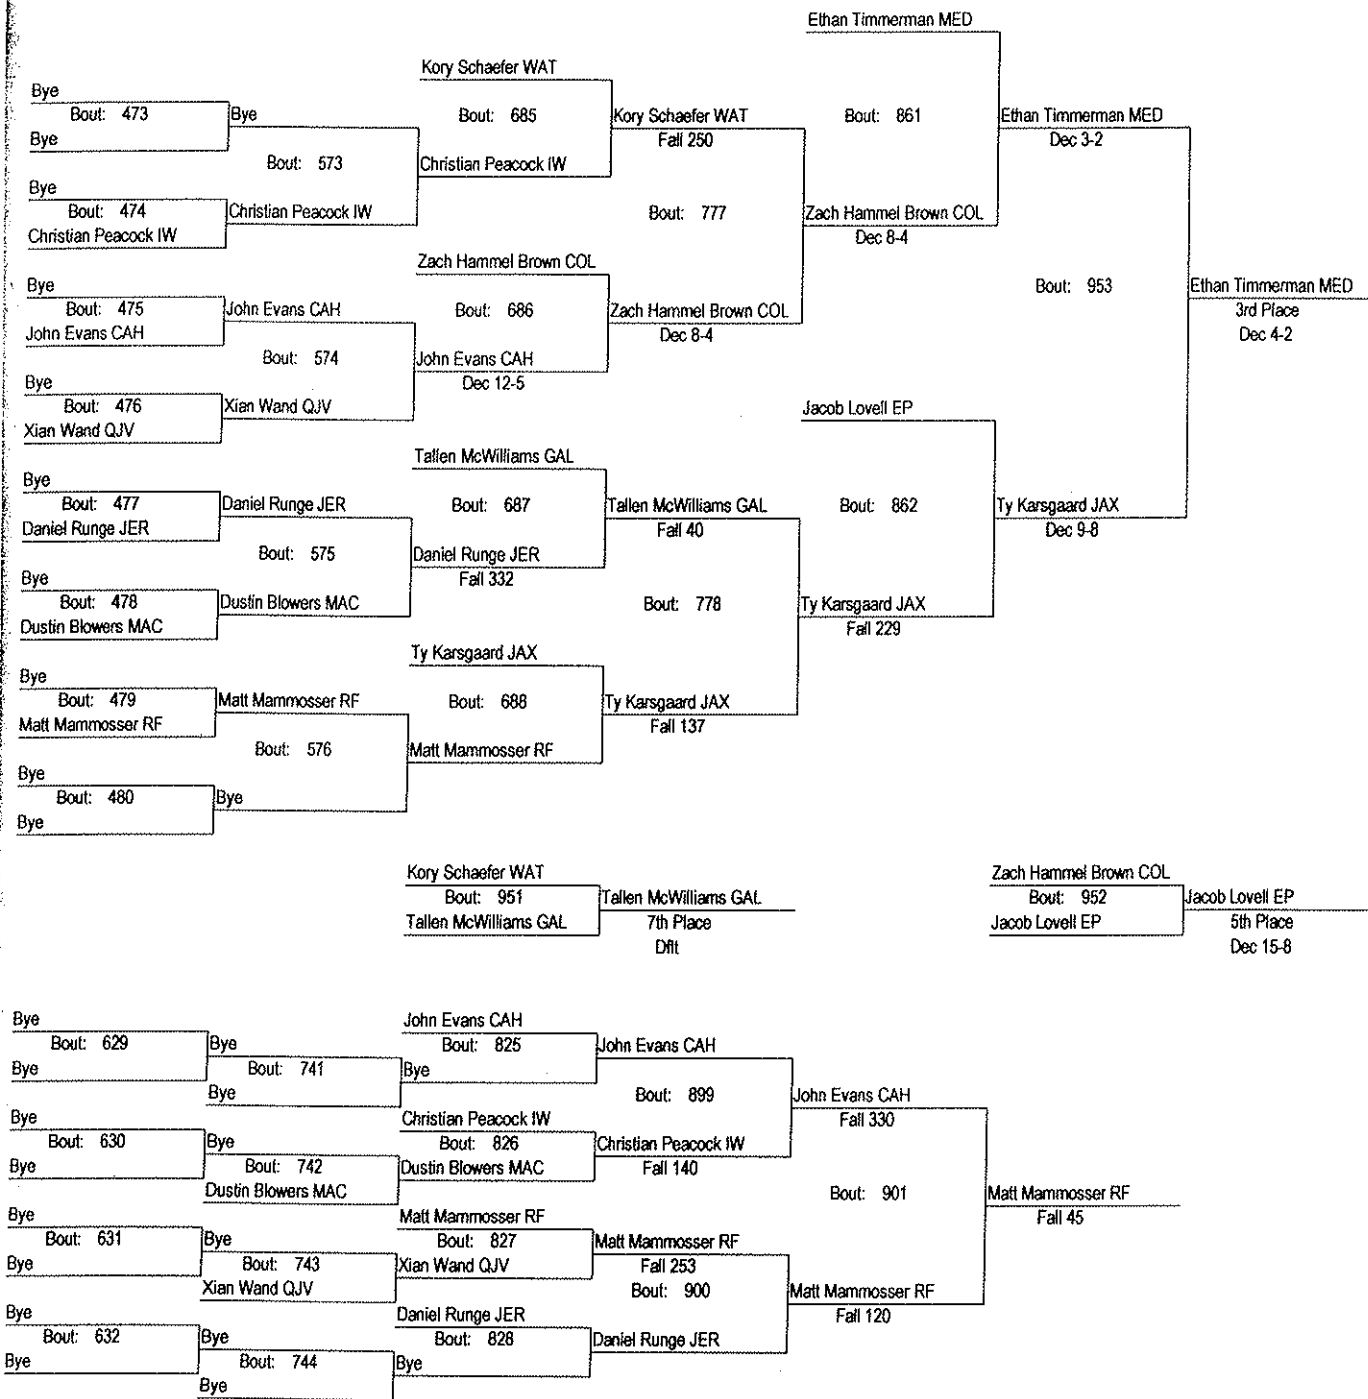 Ethan Timmerman MED
Kory Schaefer WAT
Bye
Bout: 473
Bye
Bye
Bout: 685
Kory Schaefer WAT
Fall 250
Bout: 861
Ethan Timmerman MED
Dec 3-2
Bout: 573
Christian Peacock IW
Bye
Bout: 474
Christian Peacock IW
Christian Peacock IW
Bout: 777
Zach Hammel Brown COL
Dec 8-4
Zach Hammel Brown COL
Bye
Bout: 475
John Evans CAH
John Evans CAH
Bout: 686
Zach Hammel Brown COL
Dec 8-4
Bout: 953
Ethan Timmerman MED
3rd Place
Dec 4-2
Bout: 574
John Evans CAH
Dec 12-5
Bye
Bout: 476
Xian Wand QJV
Xian Wand QJV
Jacob Lovell EP
Tallen McWilliams GAL
Bye
Bout: 477
Daniel Runge JER
Daniel Runge JER
Bout: 687
Tallen McWilliams GAL
Fall 40
Bout: 862
Ty Karsgaard JAX
Dec 9-8
Bout: 575
Daniel Runge JER
Fall 332
Bye
Bout: 478
Dustin Blowers MAC
Dustin Blowers MAC
Bout: 778
Ty Karsgaard JAX
Fall 229
Ty Karsgaard JAX
Bye
Bout: 479
Matt Mammosser RF
Matt Mammosser RF
Bout: 688
Ty Karsgaard JAX
Fall 137
Bout: 576
Matt Mammosser RF
Bye
Bout: 480
Bye
Bye
Kory Schaefer WAT
Bout: 951
Tallen McWilliams GAL
Tallen McWilliams GAL
7th Place
Dflt
Zach Hammel Brown COL
Bout: 952
Jacob Lovell EP
Jacob Lovell EP
5th Place
Dec 15-8
Bye
Bout: 629
Bye
Bye
Bout: 741
Bye
John Evans CAH
Bout: 825
Bye
John Evans CAH
Bout: 899
John Evans CAH
Fall 330
Bye
Bout: 630
Bye
Bye
Bout: 742
Dustin Blowers MAC
Christian Peacock IW
Bout: 826
Dustin Blowers MAC
Christian Peacock IW
Fall 140
Bout: 901
Matt Mammosser RF
Fall 45
Bye
Bout: 631
Bye
Bye
Bout: 743
Xian Wand QJV
Matt Mammosser RF
Bout: 827
Xian Wand QJV
Matt Mammosser RF
Fall 253
Bout: 900
Matt Mammosser RF
Fall 120
Bye
Bout: 632
Bye
Bye
Bout: 744
Bye
Daniel Runge JER
Bout: 828
Bye
Daniel Runge JER